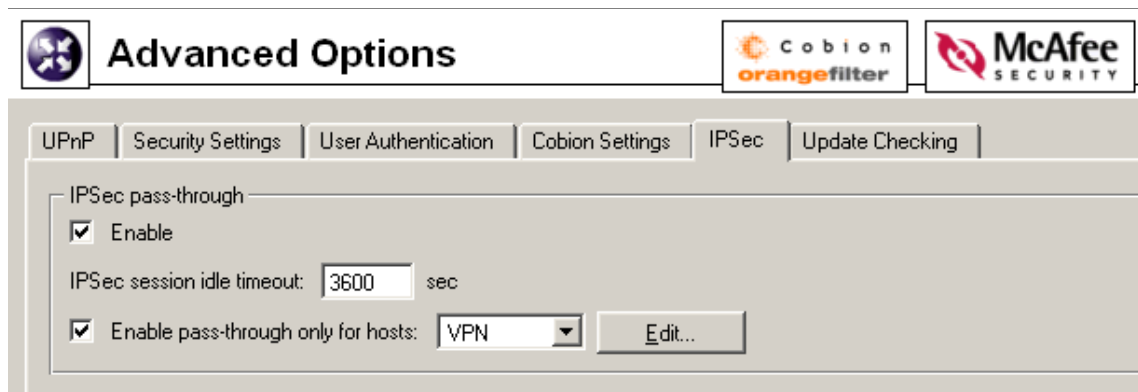 Advanced Options
Cobion
orangefilter
McAfee
SECURITY
UPnP Security Settings User Authentication Cobion Settings IPSec Update Checking
IPSec pass-through
Enable
IPSec session idle timeout: 3600 sec
Enable pass-through only for hosts: VPN Edit...